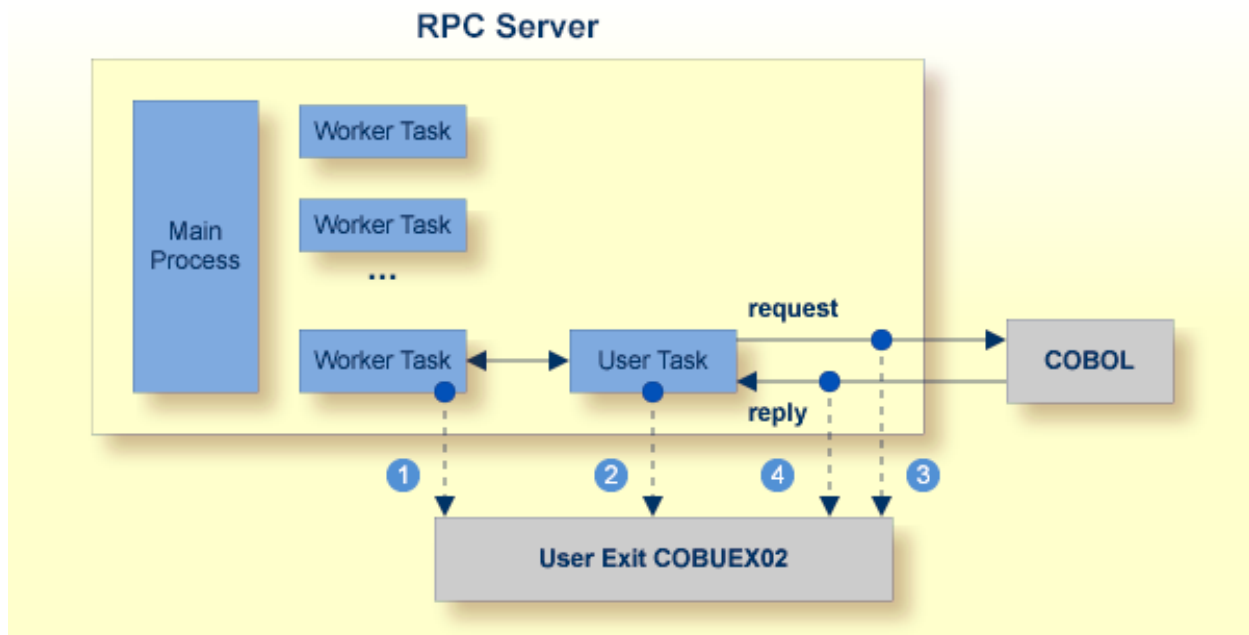 RPC Server
Worker Task
Worker Task
...
Main
Process
request
Worker Task
User Task
COBOL
reply
1
2
4
3
User Exit COBUEX02